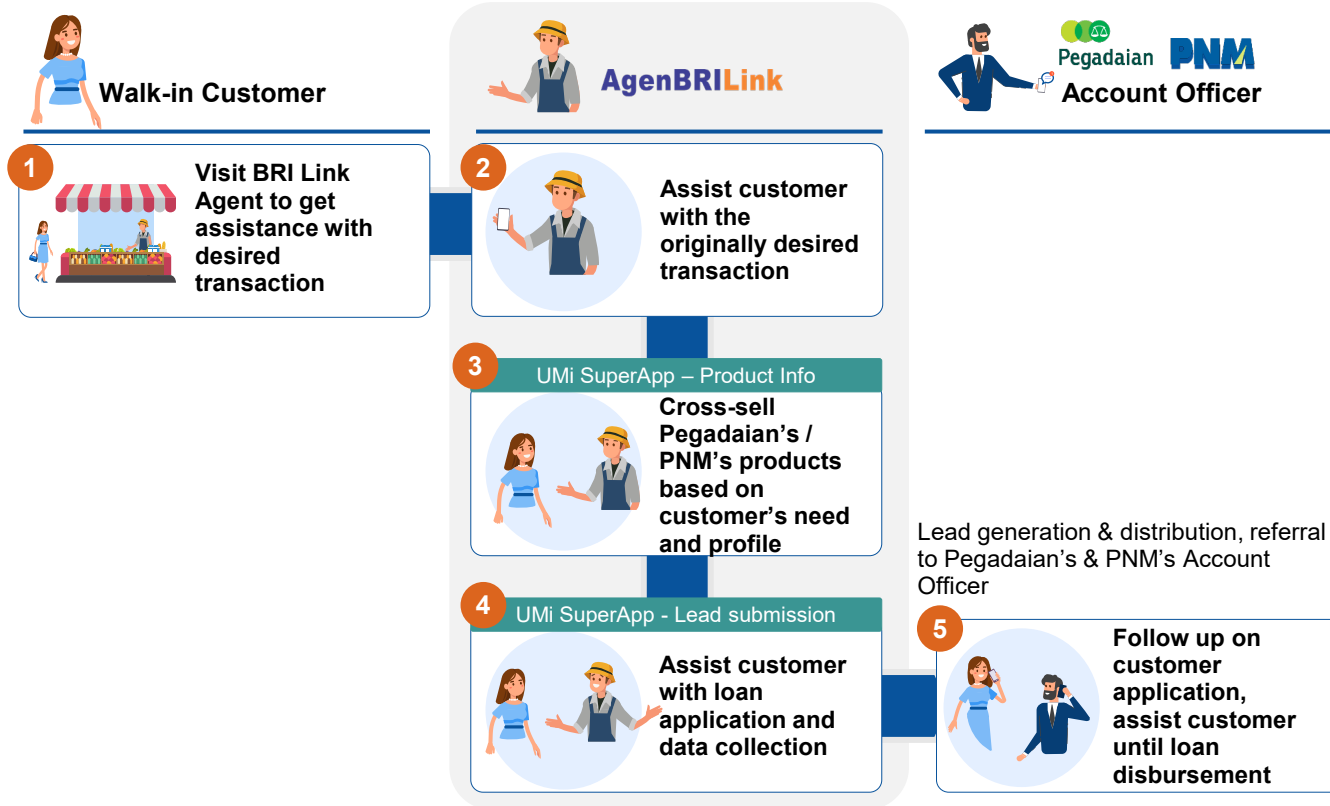 Walk-in Customer
AgenBRILink
Pegadaian
PNM
Account Officer
1
Visit BRI Link
Agent to get
assistance with
desired
transaction
2
Assist customer
with the
originally desired
transaction
3
UMi SuperApp – Product Info
Cross-sell
Pegadaian’s /
PNM’s products
based on
customer’s need
and profile
4
UMi SuperApp - Lead submission
Assist customer
with loan
application and
data collection
Lead generation & distribution, referral
to Pegadaian’s & PNM’s Account
Officer
5
Follow up on
customer
application,
assist customer
until loan
disbursement